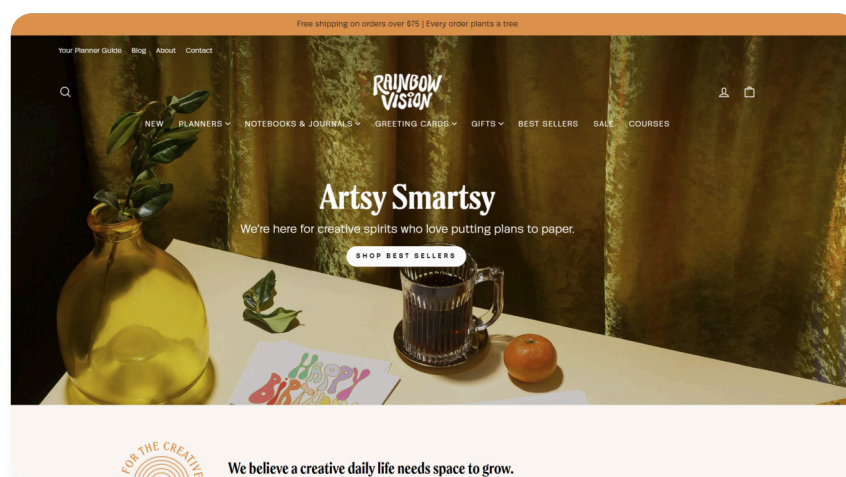 Free shipping on orders over $75 | Every order plants a tree
Your Planner Guide Blog About Contact
RAINBOW
VISION
NEW PLANNERS NOTEBOOKS & JOURNALS GREETING CARDS GIFTS BEST SELLERS SALE COURSES
Artsy Smartsy
We're here for creative spirits who love putting plans to paper.
SHOP BEST SELLERS
HAPPY
FOR THE CREATIVE
We believe a creative daily life needs space to grow.